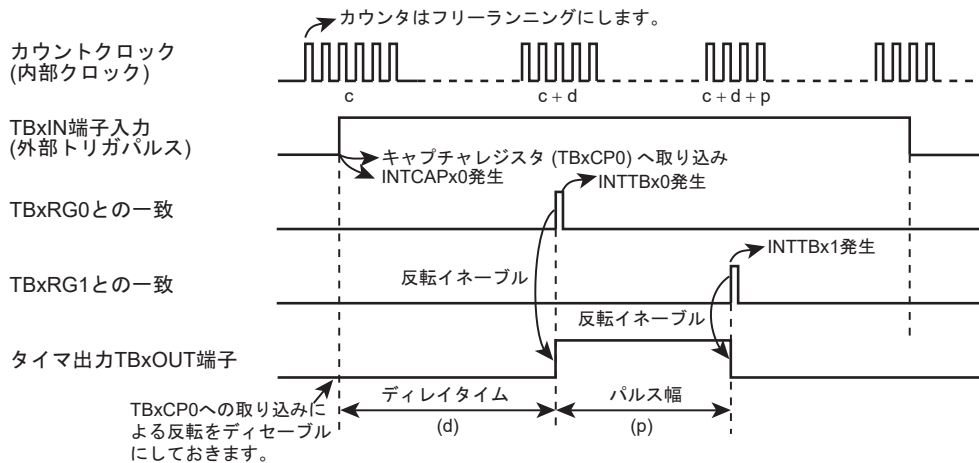 カウンタはフリーランニングにします。
カウントクロック
(内部クロック)
c
c + d
c + d + p
TBxIN端子入力
(外部トリガパルス)
キャプチャレジスタ (TBxCP0) へ取り込み
INTCAPx0発生
INTTBx0発生
TBxRG0との一致
INTTBx1発生
反転イネーブル
TBxRG1との一致
反転イネーブル
タイマ出力TBxOUT端子
ディレイタイム
パルス幅
(d)
(p)
TBxCP0への取り込みに
よる反転をディセーブル
にしておきます。